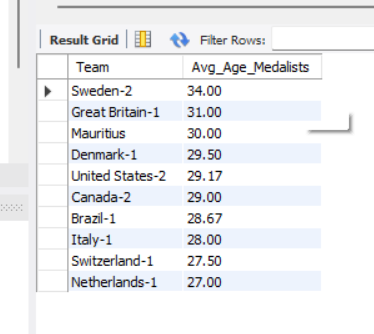 Result Grid Filter Rows:
Team Avg_Age_Medalists
Sweden-2 34.00
Great Britain-1 31.00
Mauritius 30.00
Denmark-1 29.50
United States-2 29.17
Canada-2 29.00
Brazil-1 28.67
Italy-1 28.00
Switzerland-1 27.50
Netherlands-1 27.00